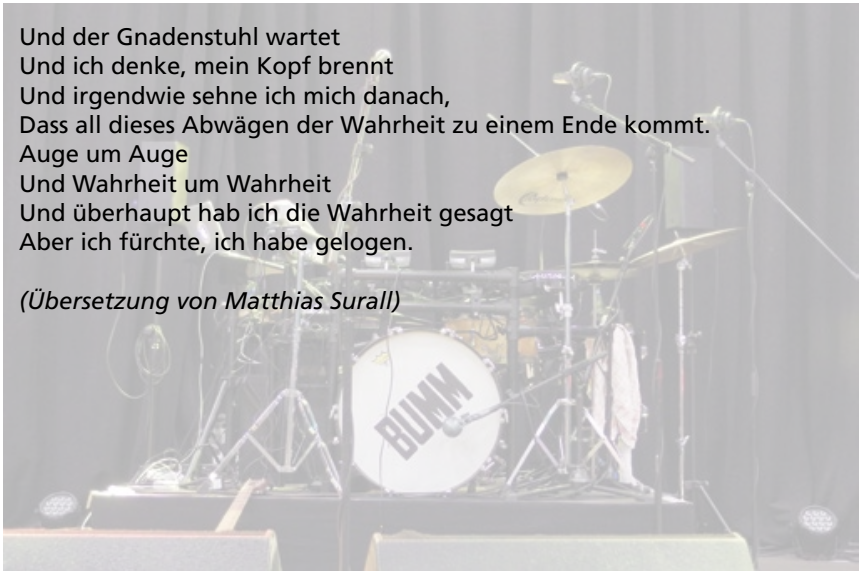 Und der Gnadenstuhl wartet
Und ich denke, mein Kopf brennt
Und irgendwie sehne ich mich danach,
Dass all dieses Abwägen der Wahrheit zu einem Ende kommt.
Auge um Auge
Und Wahrheit um Wahrheit
Und überhaupt hab ich die Wahrheit gesagt
Aber ich fürchte, ich habe gelogen.
(Übersetzung von Matthias Surall)
BUMM